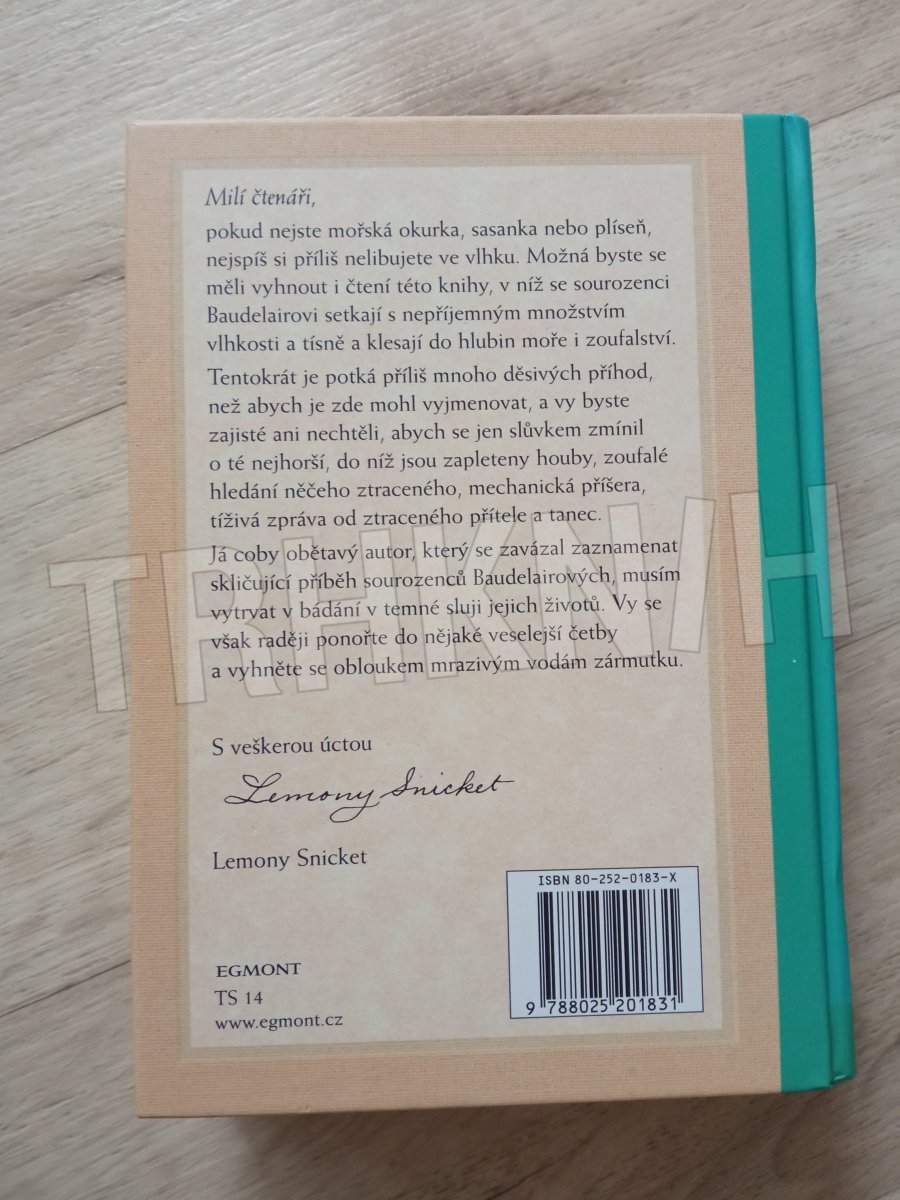 Milí čtenáři,
pokud nejste mořská okurka, sasanka nebo plíseň,
nejspíš si příliš nelibujete ve vlhku. Možná byste se
měli vyhnout i čtení této knihy, v níž se sourozenci
Baudelairovi setkají s nepříjemným množstvím
vlhkosti a tísně a klesají do hlubin moře i zoufalství.
Tentokrát je potká příliš mnoho děsivých příhod,
než abych je zde mohl vyjmenovat, a vy byste
zajisté ani nechtěli, abych se jen slůvkem zmínil
o té nejhorší, do níž jsou zapleteny houby, zoufalé
hledání něčeho ztraceného, mechanická příšera,
tíživá zpráva od ztraceného přítele a tanec.
Já coby obětavý autor, který se zavázal zaznamenat
skličující příběh sourozenců Baudelairových, musím
vytrvat v bádání v temné sluji jejich životů. Vy se
však raději ponořte do nějaké veselejší četby
a vyhněte se obloukem mrazivým vodám zármutku.
TRHKNIH
S veškerou úctou
Lemony Snicket
Lemony Snicket
ISBN 80-252-0183-X
9 788025 201831
EGMONT
TS 14
www.egmont.cz